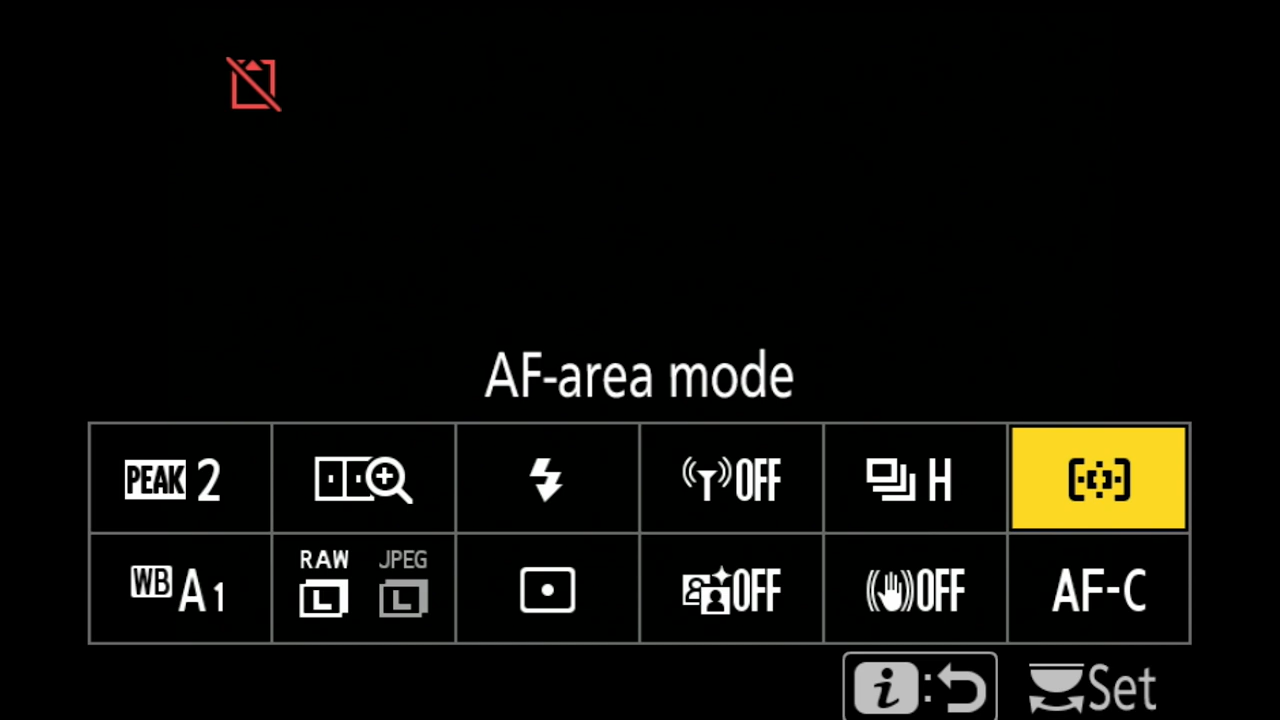 AF-area mode
PEAK 2
OFF
H
WB A1
RAW JPEG
L L
OFF
OFF
AF-C
i : Set